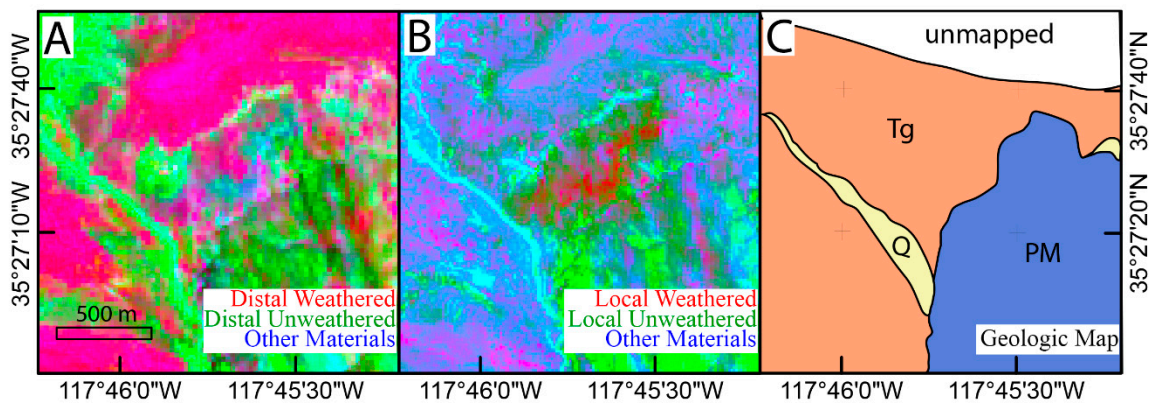 A
B
C
unmapped
Tg
Q
PM
35°27'40"N
35°27'10"W
35°27'40"N
35°27'20"N
500 m
Distal Weathered
Distal Unweathered
Other Materials
Local Weathered
Local Unweathered
Other Materials
Geologic Map
117°46'0"W
117°45'30"W
117°46'0"W
117°45'30"W
117°46'0"W
117°45'30"W